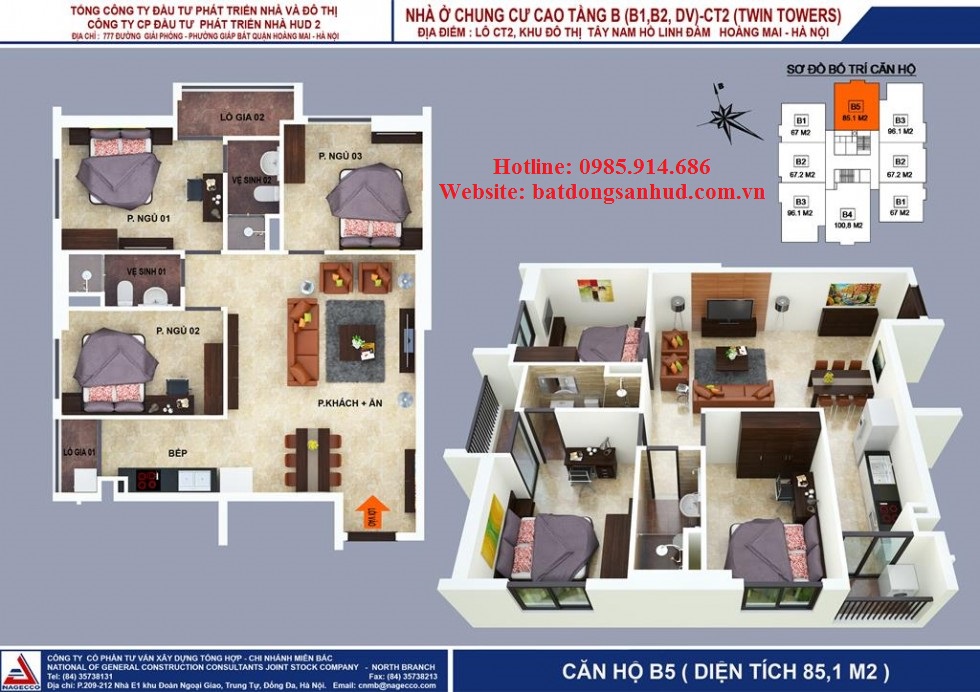 TỔNG CÔNG TY ĐẦU TƯ PHÁT TRIỂN NHÀ VÀ ĐÔ THỊ
CÔNG TY CP ĐẦU TƯ PHÁT TRIỂN NHÀ HUD 2
ĐỊA CHỈ : 777 ĐƯỜNG GIẢI PHÓNG - PHƯỜNG GIÁP BÁT QUẬN HOÀNG MAI - HÀ NỘI
NHÀ Ở CHUNG CƯ CAO TẦNG B (B1,B2, DV)-CT2 (TWIN TOWERS)
ĐỊA ĐIỂM : LÔ CT2, KHU ĐÔ THỊ TÂY NAM HỒ LINH ĐÀM HOÀNG MAI - HÀ NỘI
SƠ ĐỒ BỐ TRÍ CĂN HỘ
B
B5
85.1 M2
B1
67 M2
B3
96.1 M2
B2
67.2 M2
B2
67.2 M2
B3
96.1 M2
B4
100,8 M2
B1
67 M2
Hotline: 0985.914.686
Website: batdongsanhud.com.vn
LÔ GIA 02
P. NGỦ 03
VỆ SINH 02
P. NGỦ 01
VỆ SINH 01
P. NGỦ 02
P.KHÁCH + ĂN
LÔ GIA 01
BẾP
LỐI VÀO
NAGECCO
CÔNG TY CỔ PHẦN TƯ VẤN XÂY DỰNG TỔNG HỢP - CHI NHÁNH MIỀN BẮC
NATIONAL OF GENERAL CONSTRUCTION CONSULTANTS JOINT STOCK COMPANY - NORTH BRANCH
Tel: (84) 35738131 Fax: (84) 35738213
Địa chỉ: P.209-212 Nhà E1 khu Đoàn Ngoại Giao, Trung Tự, Đống Đa, Hà Nội. Email: cnmb@nagecco.com
CĂN HỘ B5 ( DIỆN TÍCH 85,1 M2 )